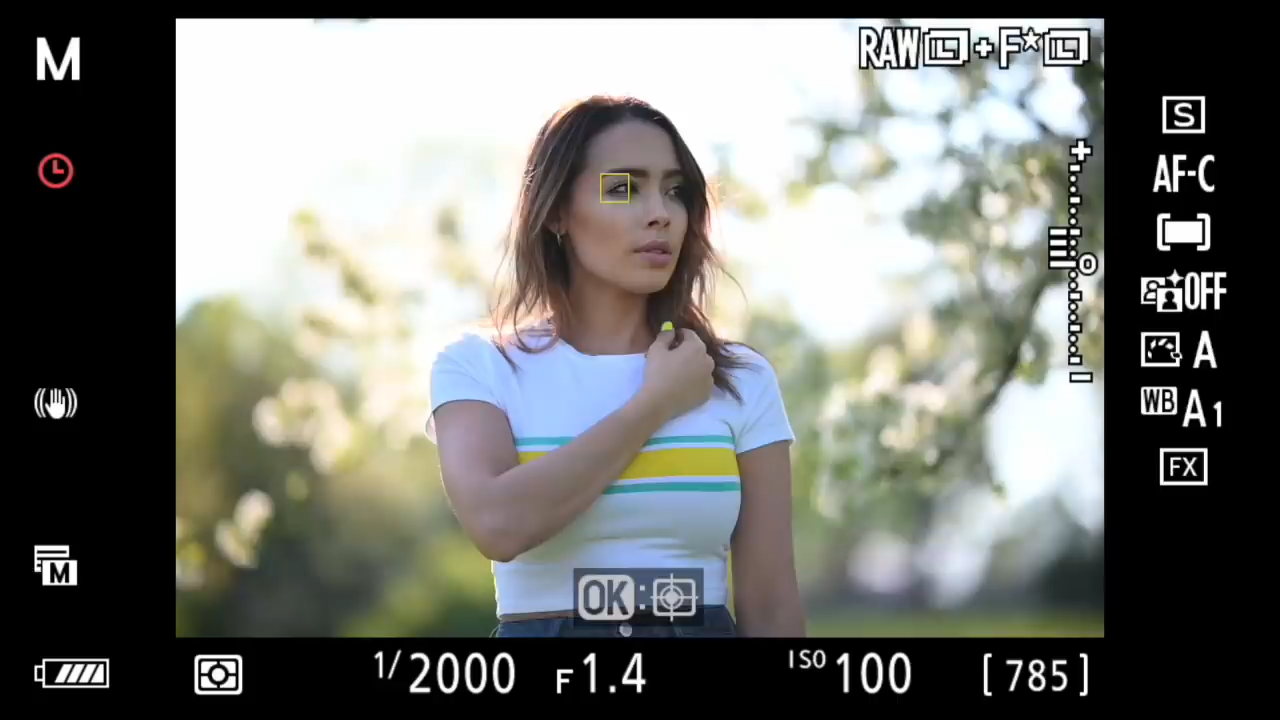 M
RAW L + F★ L
S
AF-C
OFF
A
WB A1
FX
M
OK :
1/2000 F1.4 ISO 100 [785]